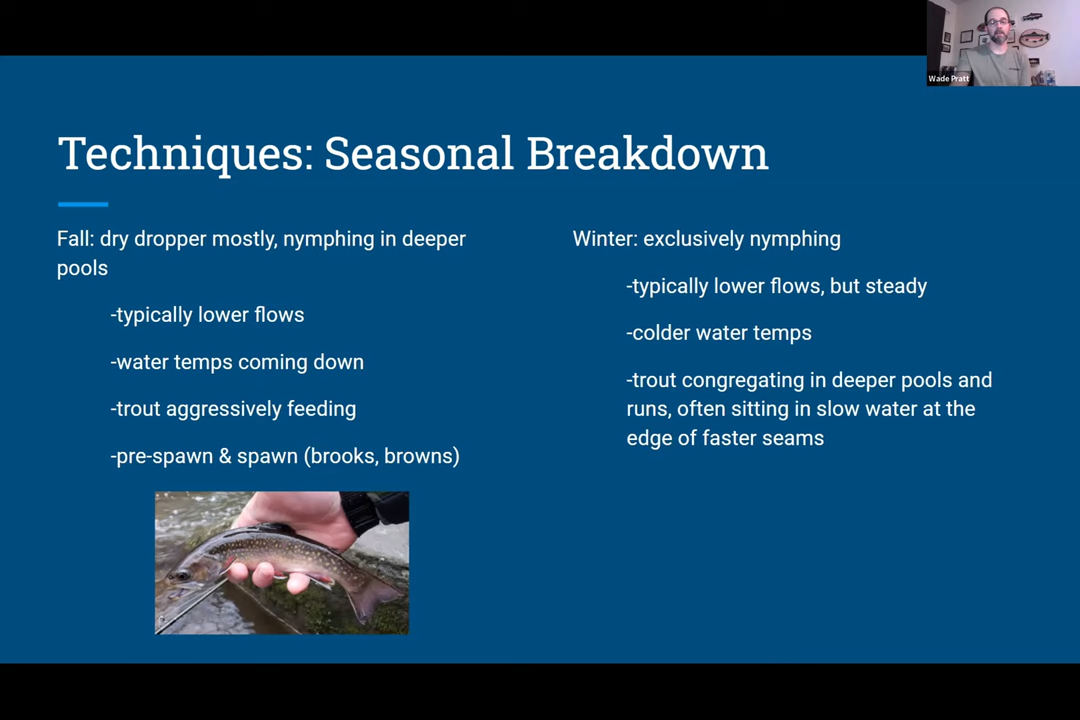 Wade Pratt
Techniques: Seasonal Breakdown
Fall: dry dropper mostly, nymphing in deeper
pools
-typically lower flows
-water temps coming down
-trout aggressively feeding
-pre-spawn & spawn (brooks, browns)
Winter: exclusively nymphing
-typically lower flows, but steady
-colder water temps
-trout congregating in deeper pools and
runs, often sitting in slow water at the
edge of faster seams